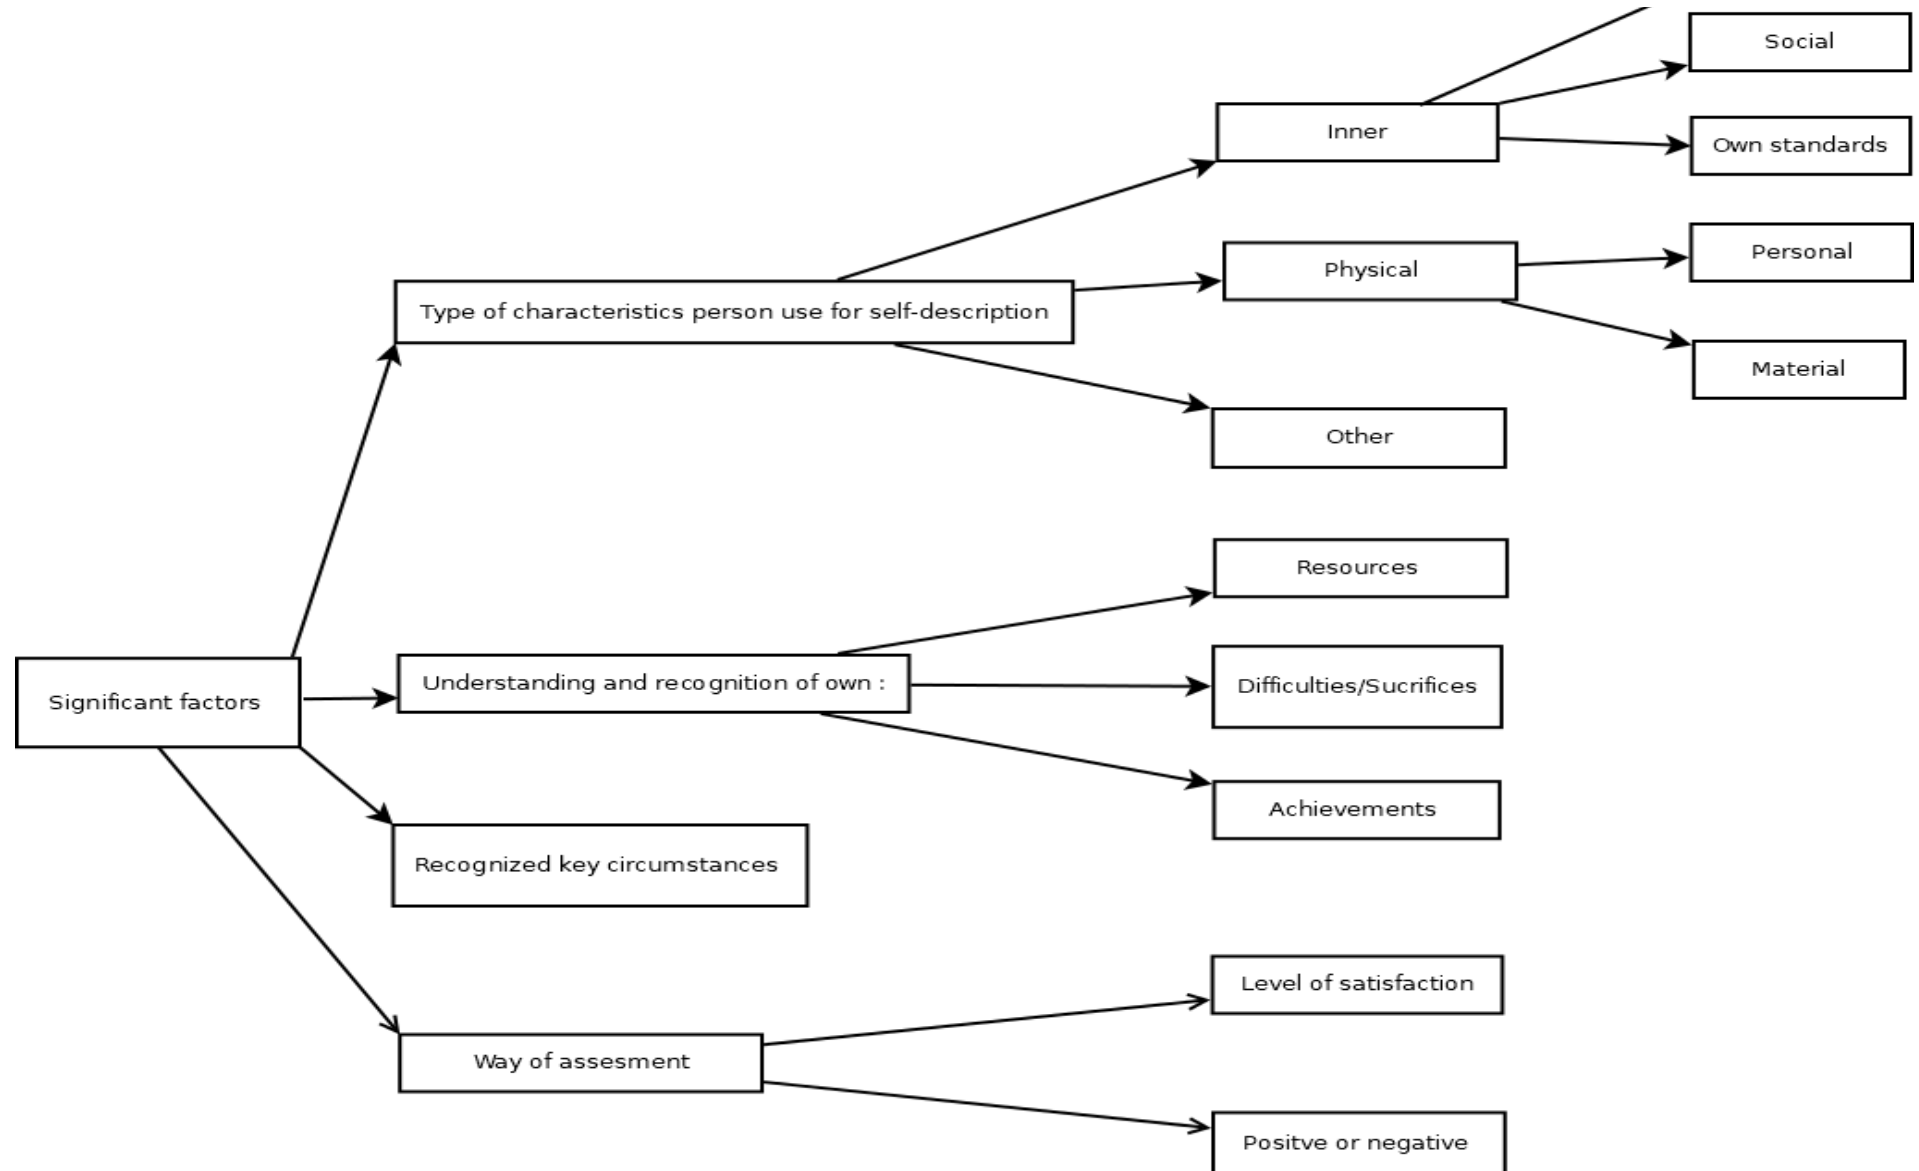 Social
Inner
Own standards
Personal
Physical
Type of characteristics person use for self-description
Material
Other
Resources
Understanding and recognition of own :
Difficulties/Sucrifices
Significant factors
Achievements
Recognized key circumstances
Level of satisfaction
Way of assesment
Positve or negative